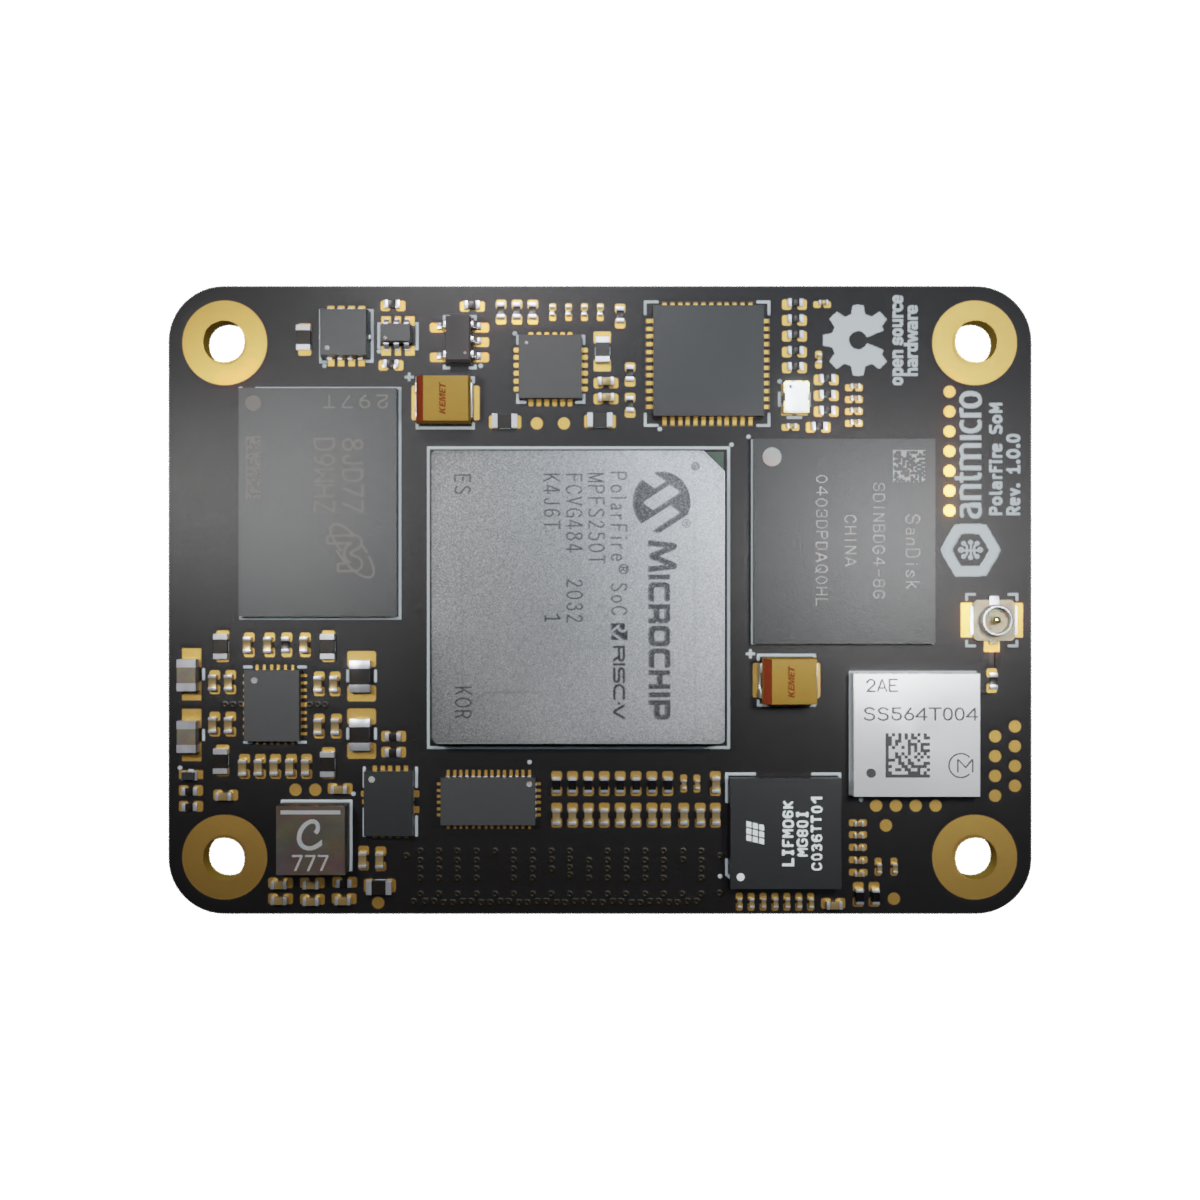 open source
hardware
297T
8JD77
D9WHZ
KEMET
antmicro
PolarFire SoM
Rev. 1.0.0
MICROCHIP
PolarFire® SoC RISC-V
MPFS250T
FCVG484 2032
K4J6T 1
ES KOR
SanDisk
SDINBDG4-8G
CHINA
0403DPDAQ0HL
KEMET
2AE
SS564T004
M
LIFMD6K
MG80I
C036TT01
C
777